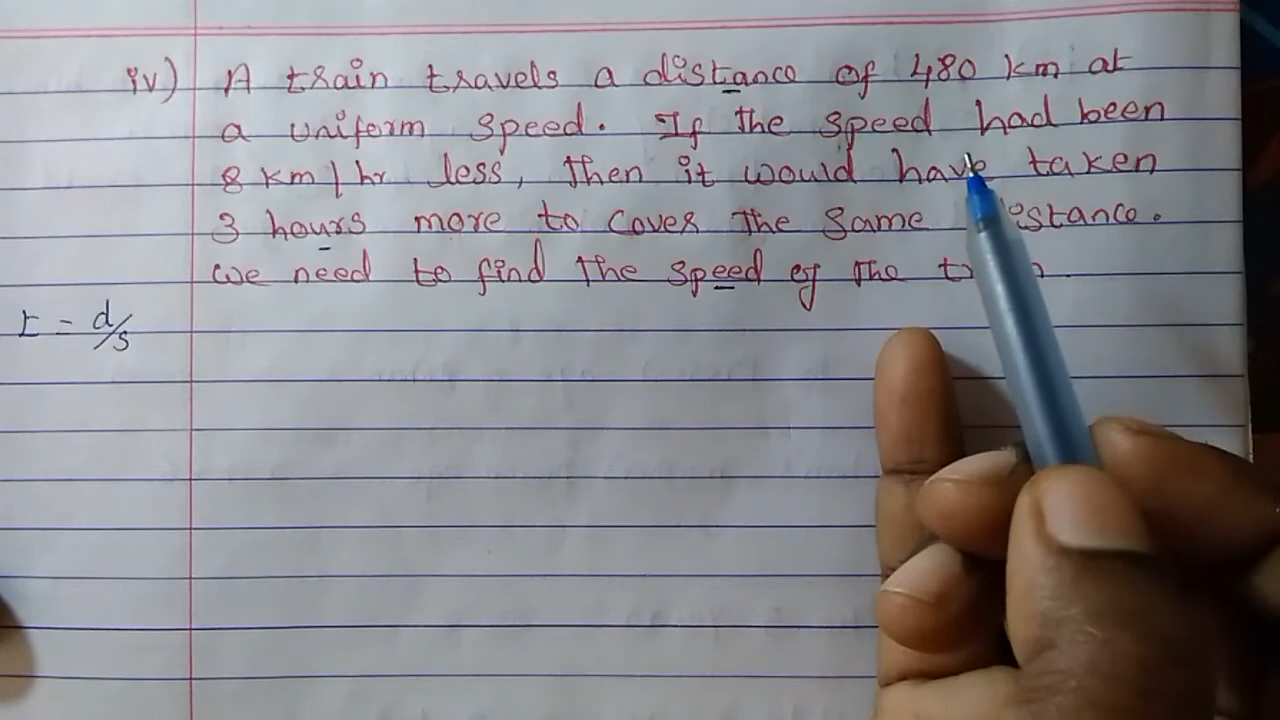 iv) A train travels a distance of 480 km at
a uniform speed. If the speed had been
8 km/hr less, then it would have taken
3 hours more to cover the same istance.
we need to find the speed of the
t = d/s